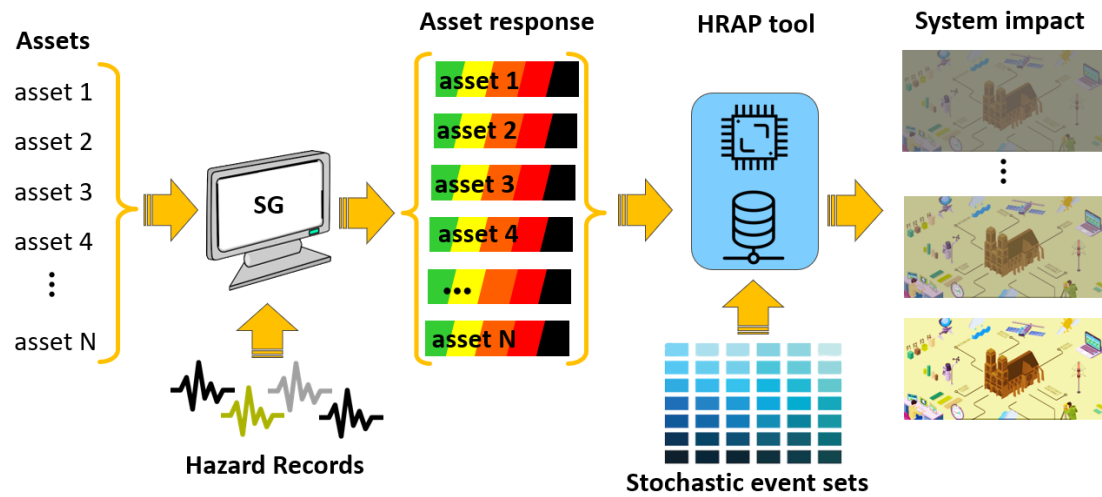 Assets
asset 1
asset 2
asset 3
asset 4
⋮
asset N
SG
Hazard Records
Asset response
asset 1
asset 2
asset 3
asset 4
...
asset N
HRAP tool
Stochastic event sets
System impact
⋮